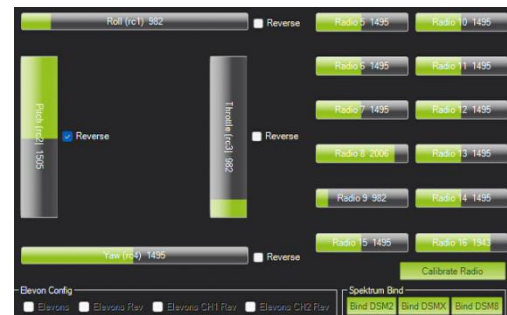 Roll (rc1) 982
Reverse
Radio 5 1495
Radio 10 1495
Radio 6 1495
Radio 11 1495
Pitch (rc2) 1505
Reverse
Throttle (rc3) 982
Reverse
Radio 7 1495
Radio 12 1495
Radio 8 2006
Radio 13 1495
Radio 9 982
Radio 14 1495
Yaw (rc4) 1495
Reverse
Radio 15 1495
Radio 16 1943
Calibrate Radio
Elevon Config
Elevons
Elevons Rev
Elevons CH1 Rev
Elevons CH2 Rev
Spektrum Bind
Bind DSM2
Bind DSMX
Bind DSM8